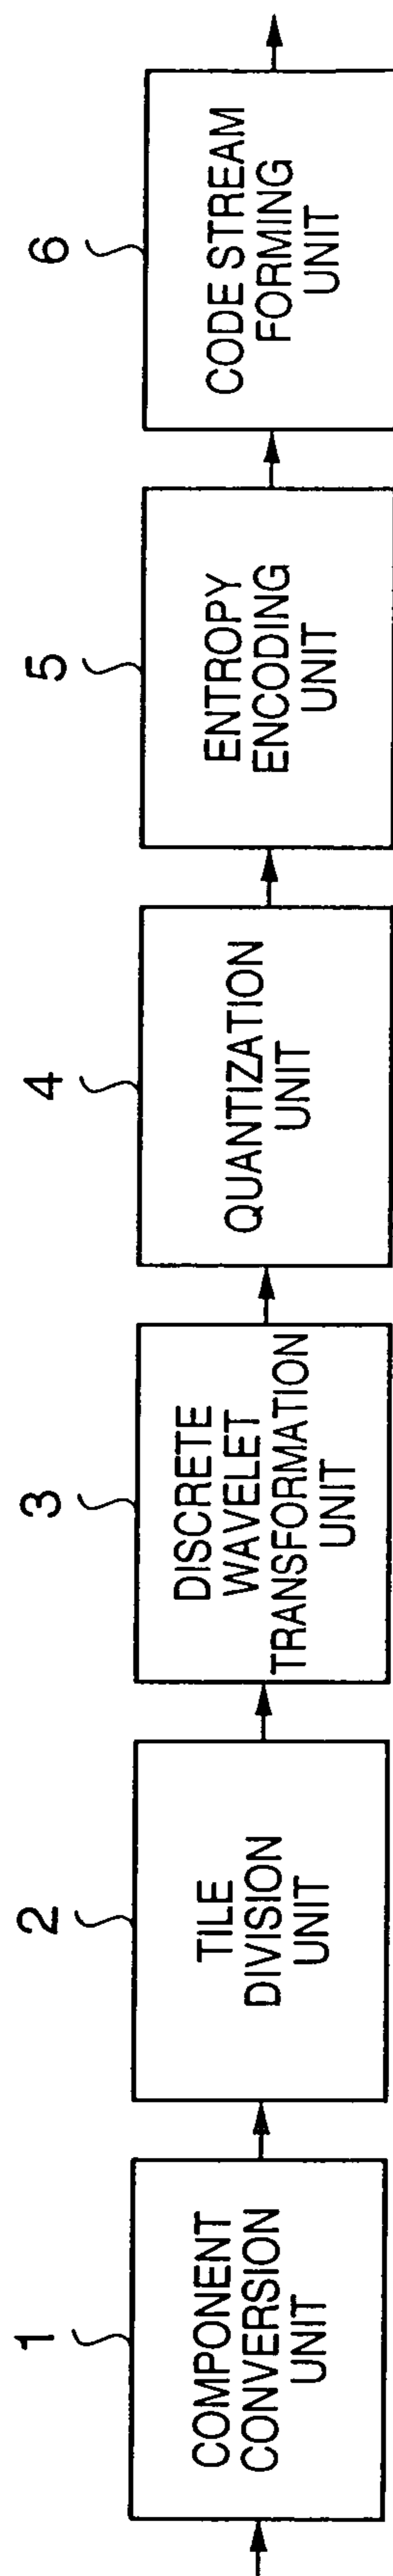 1
COMPONENT
CONVERSION
UNIT
2
TILE
DIVISION
UNIT
3
DISCRETE
WAVELET
TRANSFORMATION
UNIT
4
QUANTIZATION
UNIT
5
ENTROPY
ENCODING
UNIT
6
CODE STREAM
FORMING
UNIT